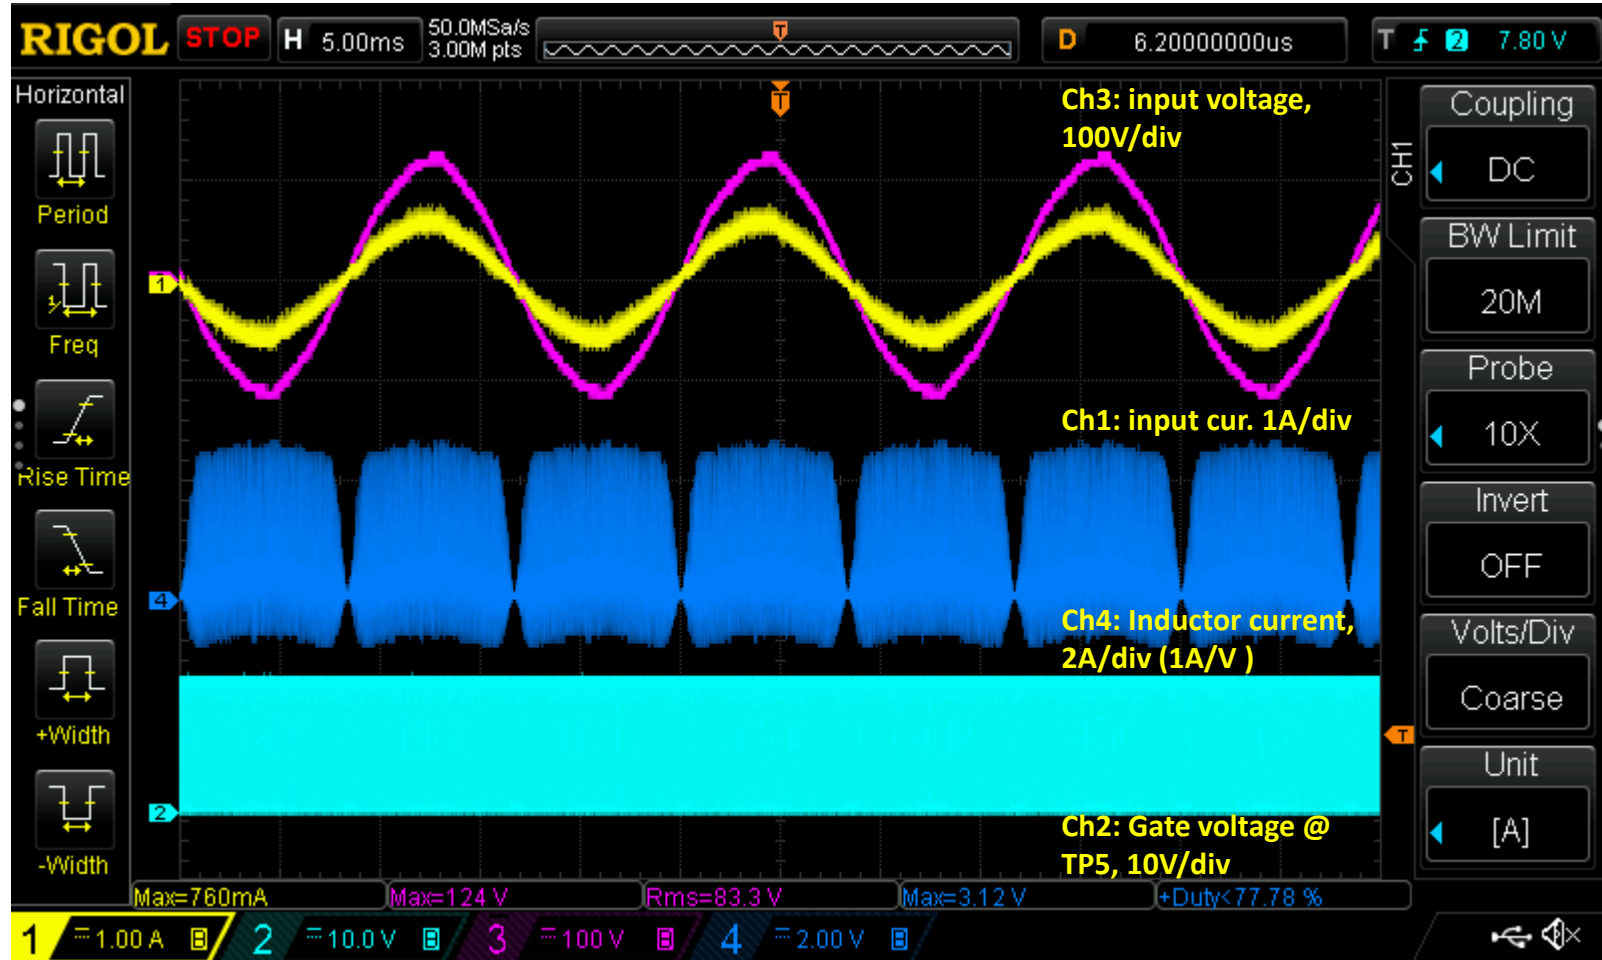 RIGOL STOP H 5.00ms 50.0MSa/s D 6.20000000us T 2 7.80 V
3.00M pts
T
Horizontal
Period
Freq
Rise Time
Fall Time
+Width
-Width
T
Ch3: input voltage,
100V/div
1
Ch1: input cur. 1A/div
4
Ch4: Inductor current,
2A/div (1A/V )
T
2
Ch2: Gate voltage @
TP5, 10V/div
CH1
Coupling
DC
BW Limit
20M
Probe
10X
Invert
OFF
Volts/Div
Coarse
Unit
[A]
Max=760mA Max=124 V Rms=83.3 V Max=3.12 V +Duty<77.78 %
1 1.00 A B 2 10.0 V B 3 100 V B 4 2.00 V B